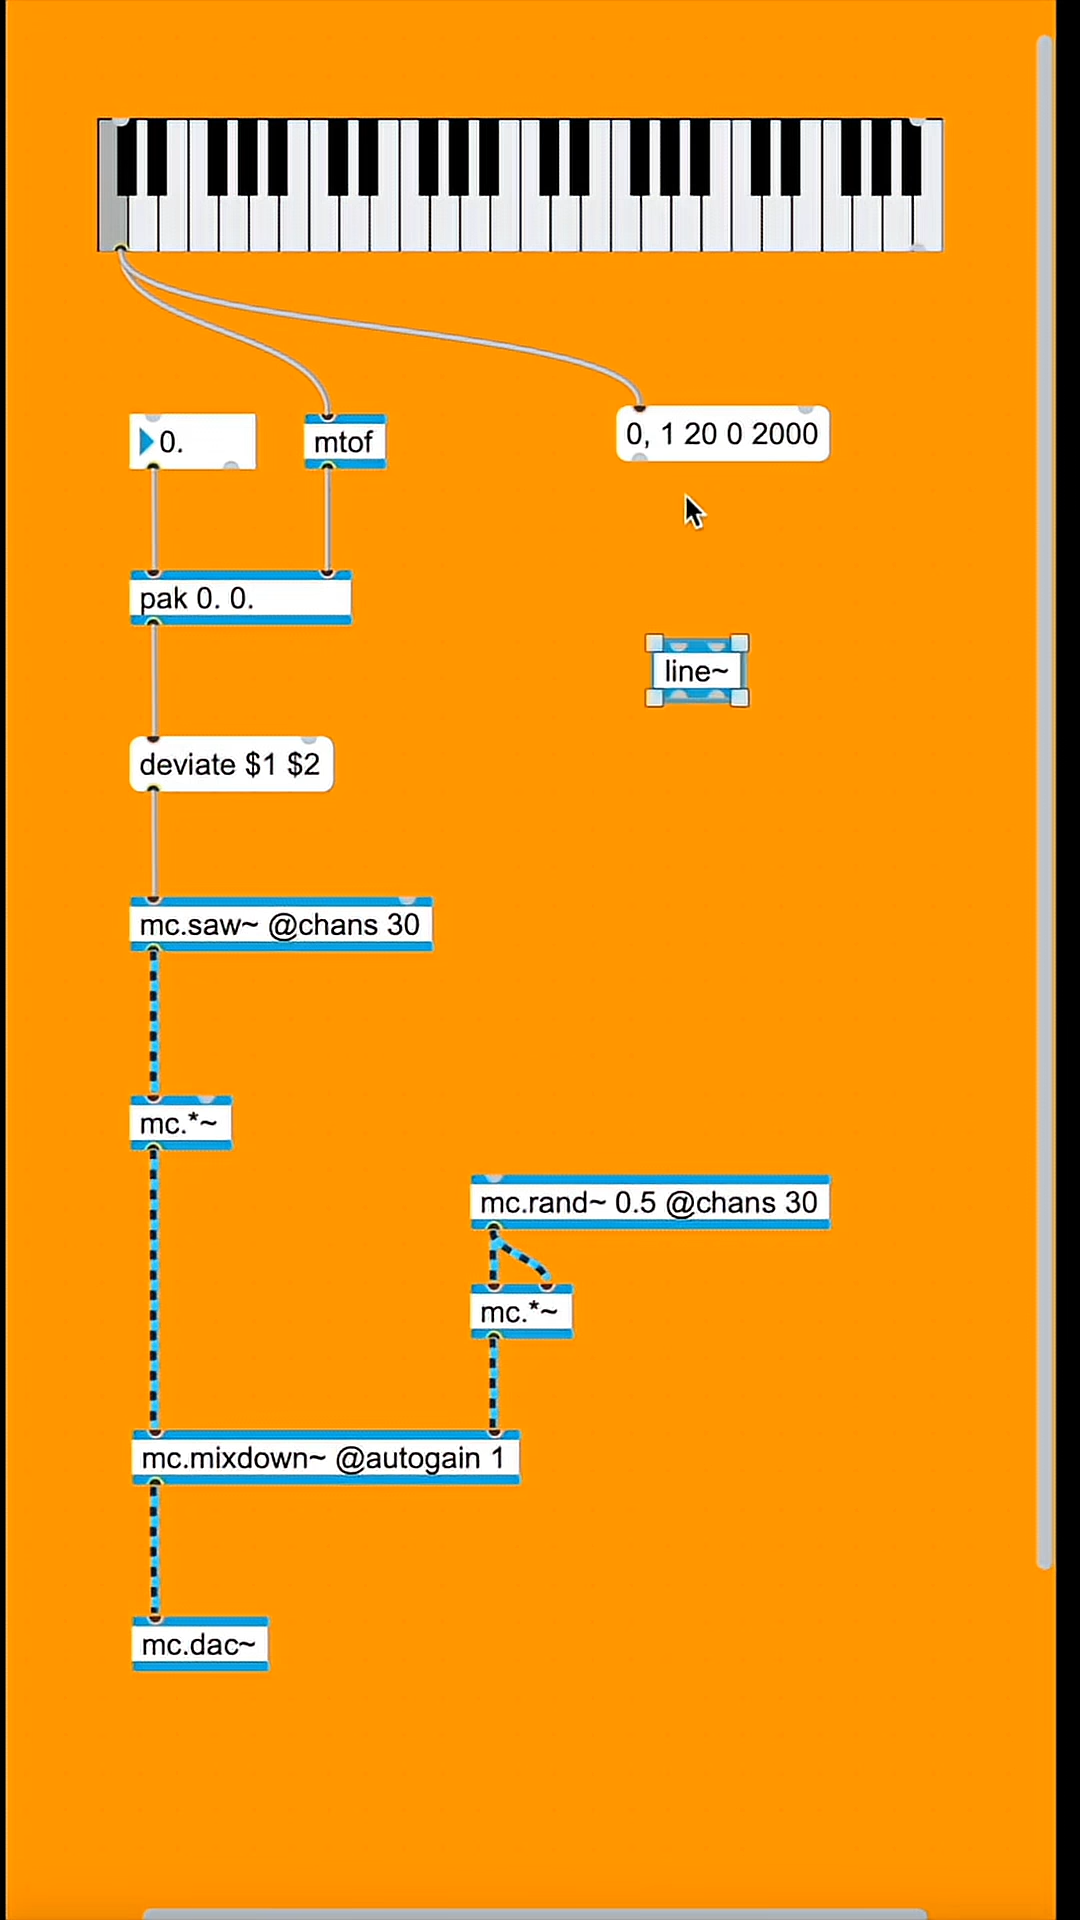 0.
mtof
0, 1 20 0 2000
pak 0. 0.
line~
deviate $1 $2
mc.saw~ @chans 30
mc.*~
mc.rand~ 0.5 @chans 30
mc.*~
mc.mixdown~ @autogain 1
mc.dac~